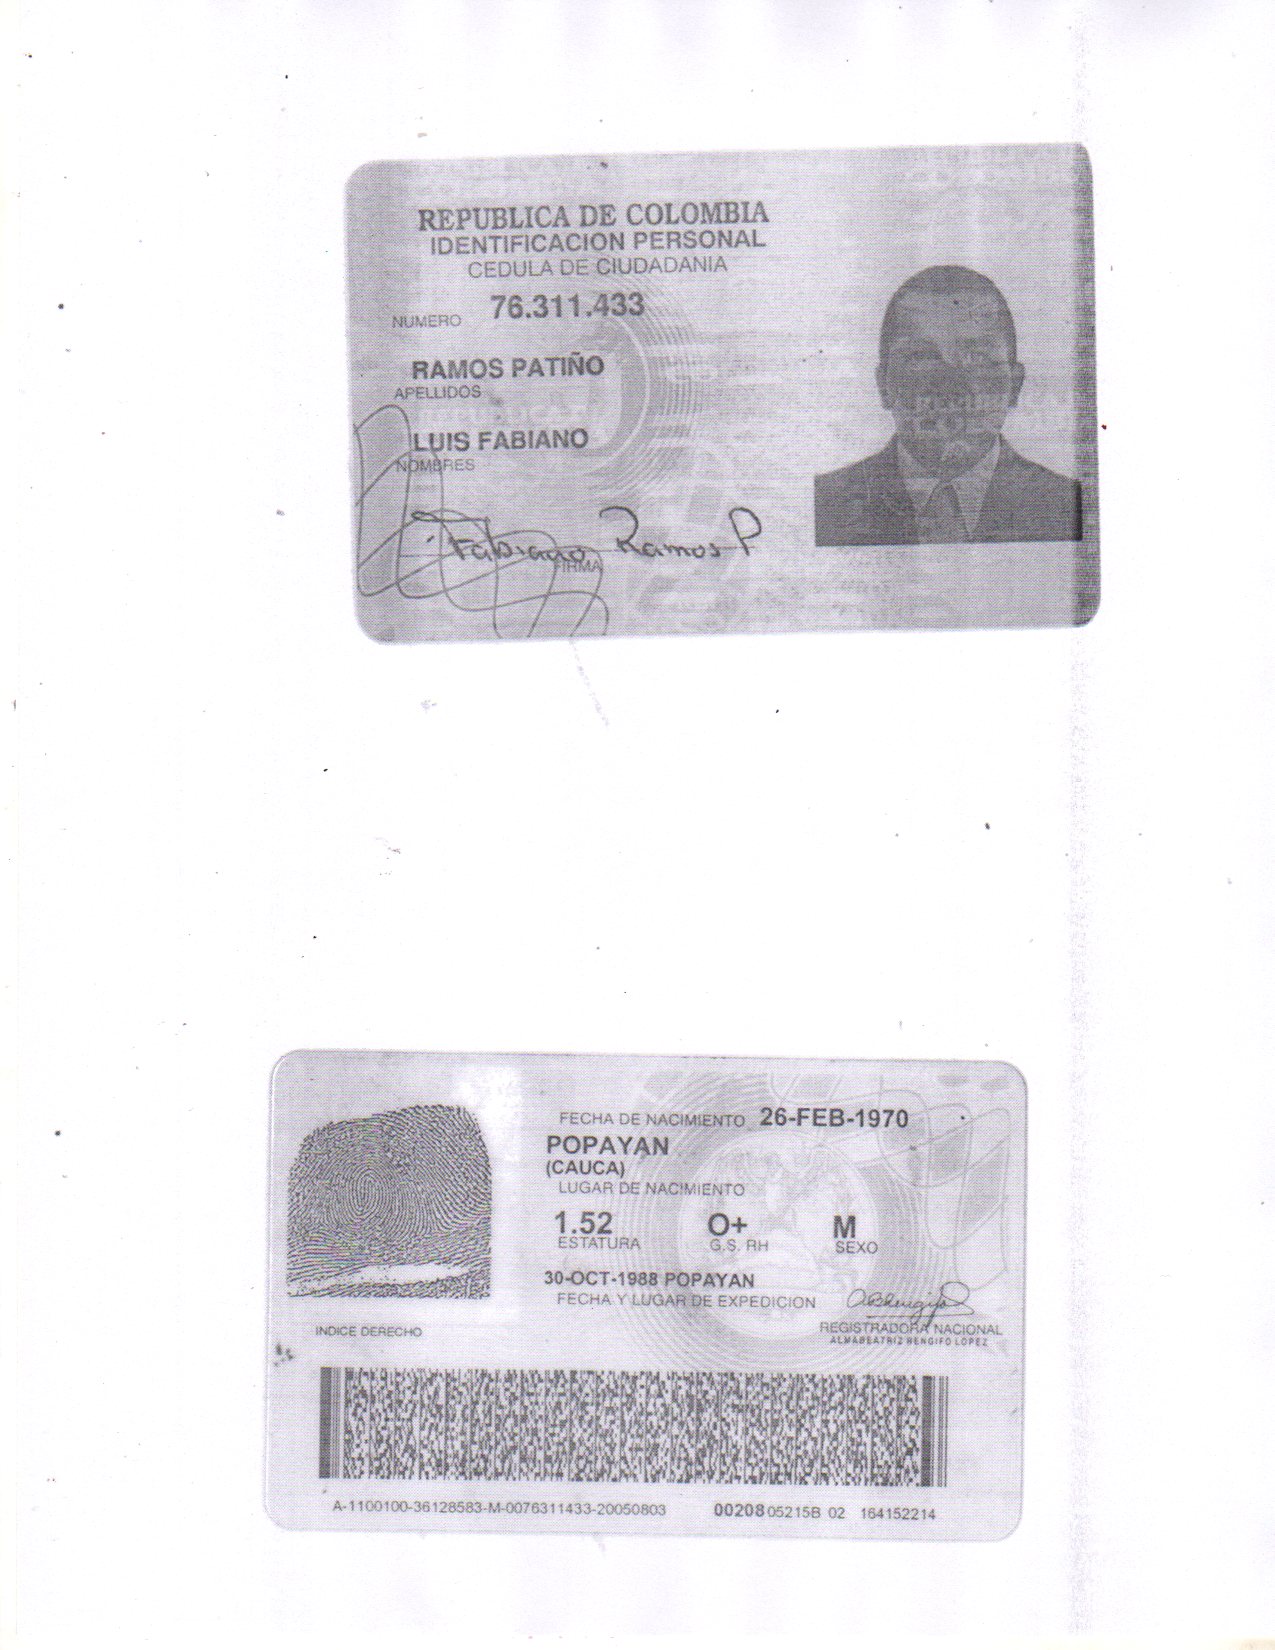 REPUBLICA DE COLOMBIA
IDENTIFICACION PERSONAL
CEDULA DE CIUDADANIA
NUMERO 76.311.433
RAMOS PATIÑO
APELLIDOS
LUIS FABIANO
NOMBRES
Fabiano Ramos P
FIRMA
FECHA DE NACIMIENTO 26-FEB-1970
POPAYAN
(CAUCA)
LUGAR DE NACIMIENTO
1.52 O+ M
ESTATURA G.S. RH SEXO
30-OCT-1988 POPAYAN
FECHA Y LUGAR DE EXPEDICION
REGISTRADORA NACIONAL
ALMABEATRIZ RENGIFO LOPEZ
INDICE DERECHO
A-1100100-36128583-M-0076311433-20050803 0020805215B 02 164152214